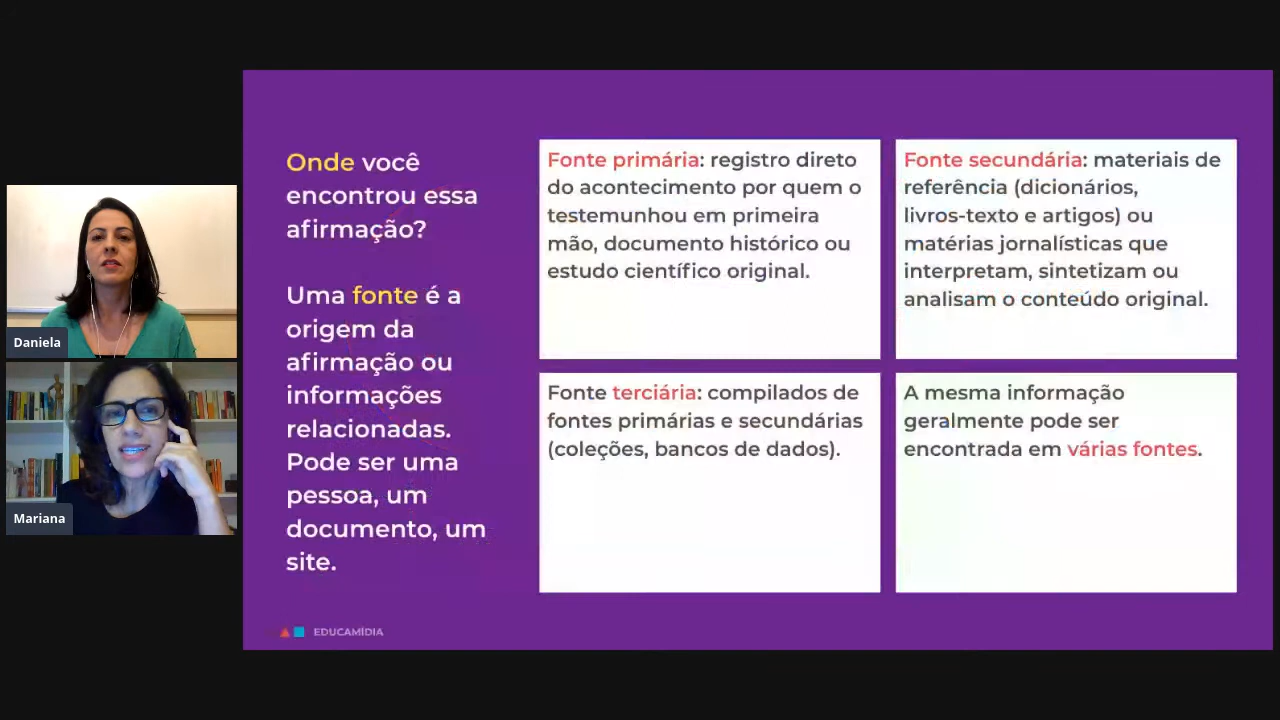 Onde você
encontrou essa
afirmação?
Uma fonte é a
origem da
afirmação ou
informações
relacionadas.
Pode ser uma
pessoa, um
documento, um
site.
Fonte primária: registro direto
do acontecimento por quem o
testemunhou em primeira
mão, documento histórico ou
estudo científico original.
Fonte secundária: materiais de
referência (dicionários,
livros-texto e artigos) ou
matérias jornalísticas que
interpretam, sintetizam ou
analisam o conteúdo original.
Fonte terciária: compilados de
fontes primárias e secundárias
(coleções, bancos de dados).
A mesma informação
geralmente pode ser
encontrada em várias fontes.
EDUCAMÍDIA
Daniela
Mariana